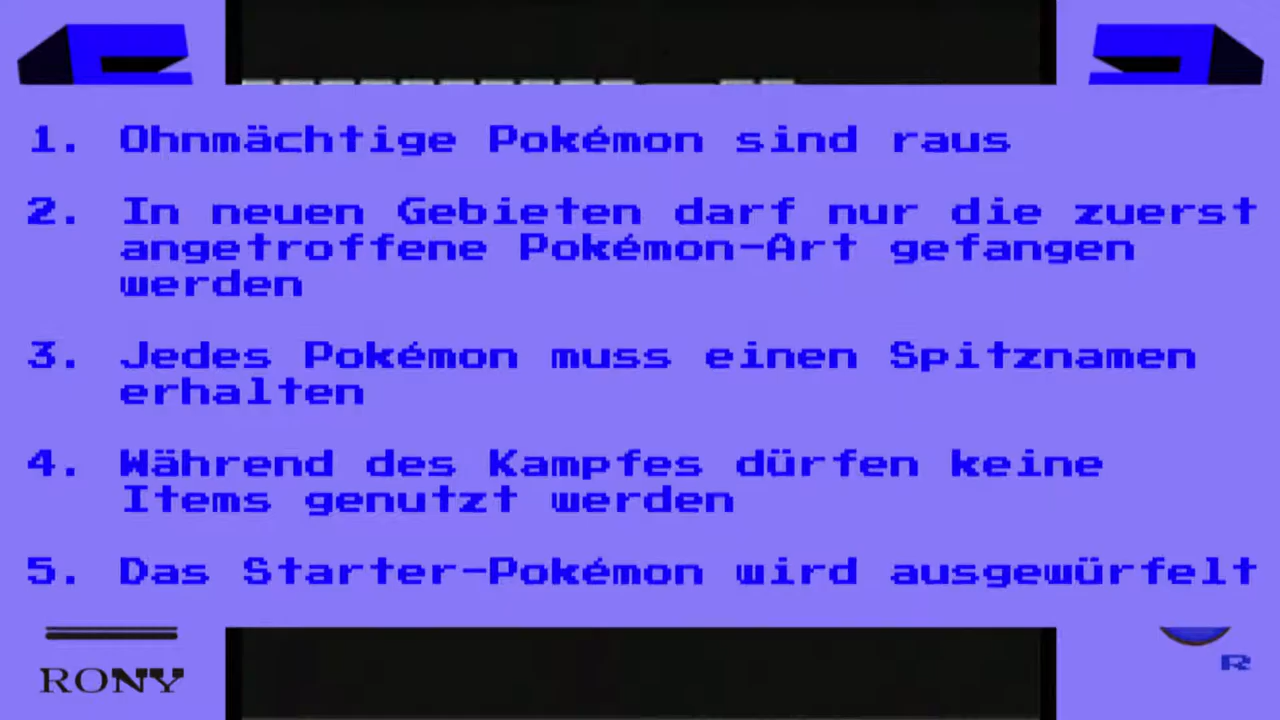 1. Ohnmächtige Pokémon sind raus
2. In neuen Gebieten darf nur die zuerst
angetroffene Pokémon-Art gefangen
werden
3. Jedes Pokémon muss einen Spitznamen
erhalten
4. Während des Kampfes dürfen keine
Items genutzt werden
5. Das Starter-Pokémon wird ausgewürfelt
RONY
R